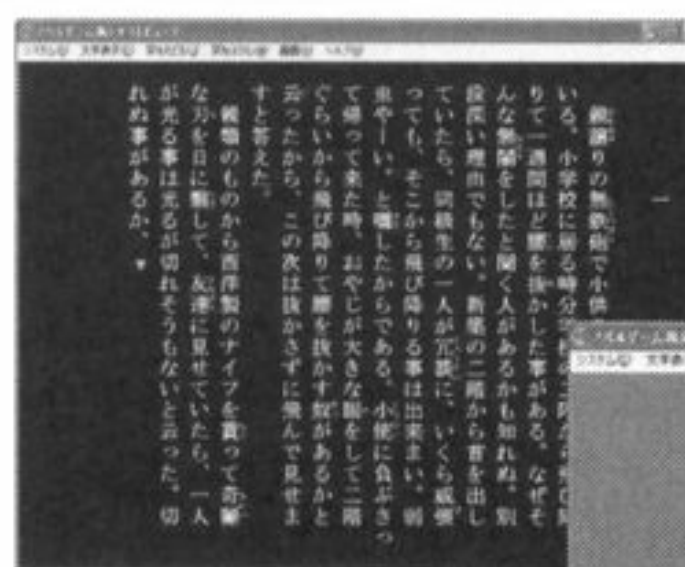 一
親譲りの無鉄砲で小供
いる。小学校に居る時分
りて一週間ほど腰を抜かした事がある。なぜそ
んな無闇をしたと聞く人があるかも知れぬ。別
段深い理由でもない。新築の二階から首を出し
ていたら、同級生の一人が冗談に、いくら威張
っても、そこから飛び降りる事は出来まい。弱
虫やーい。と囃したからである。小使に負ぶさっ
て帰って来た時、おやじが大きな眼をして二階
ぐらいから飛び降りて腰を抜かす奴があるかと
云ったから、この次は抜かさずに飛んで見せま
すと答えた。
親類のものから西洋製のナイフを貰って奇麗
な刃を日に翳して、友達に見せていたら、一人
が光る事は光るが切れそうもないと云った。切
れぬ事があるか、▼